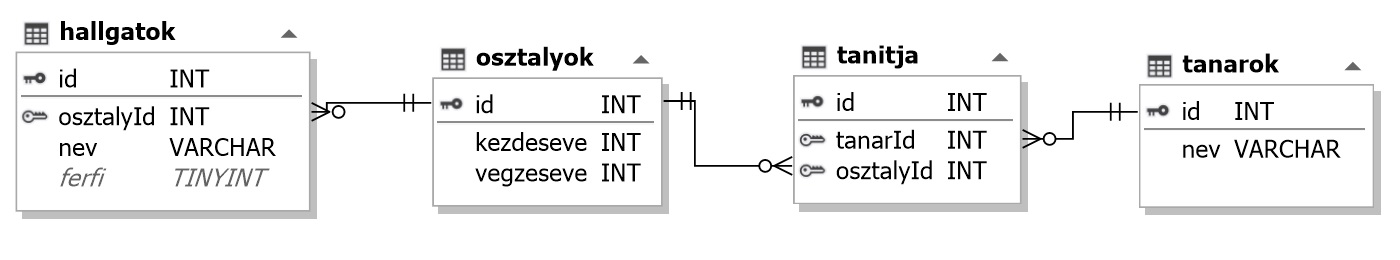 hallgatok
id INT
osztalyId INT
nev VARCHAR
ferfi TINYINT
osztalyok
id INT
kezdeseve INT
vegzeseve INT
tanitja
id INT
tanarId INT
osztalyId INT
tanarok
id INT
nev VARCHAR